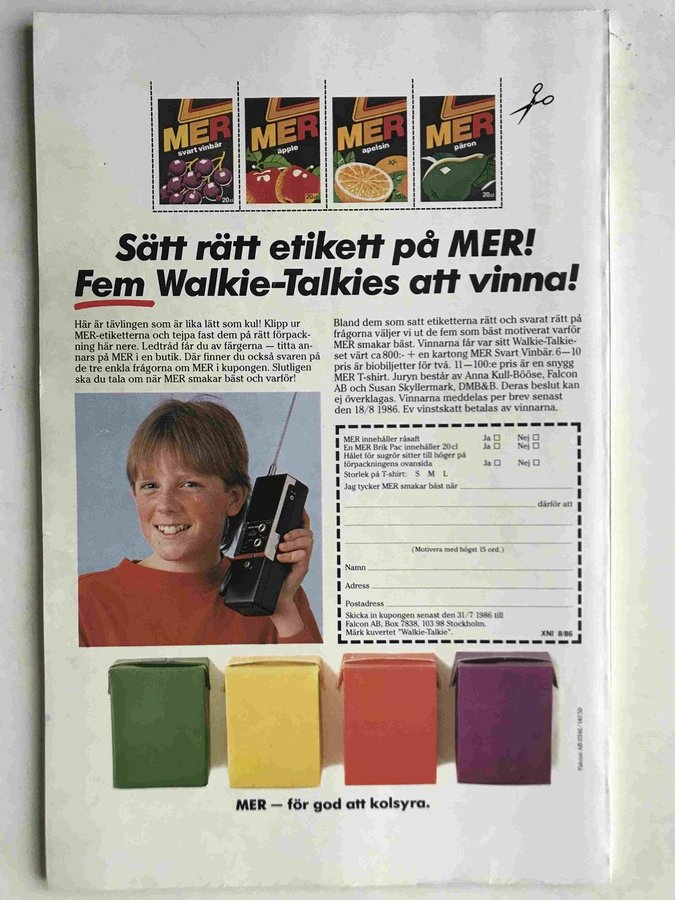 MER
svart vinbär
20cl
MER
äpple
20cl
MER
apelsin
20cl
MER
päron
20cl
Sätt rätt etikett på MER!
Fem Walkie-Talkies att vinna!
Här är tävlingen som är lika lätt som kul! Klipp ur
MER-etiketterna och tejpa fast dem på rätt förpack-
ning här nere. Ledtråd får du av färgerna — titta an-
nars på MER i en butik. Där finner du också svaren på
de tre enkla frågorna om MER i kupongen. Slutligen
ska du tala om när MER smakar bäst och varför!
Bland dem som satt etiketterna rätt och svarat rätt på
frågorna väljer vi ut de fem som bäst motiverat varför
MER smakar bäst. Vinnarna får var sitt Walkie-Talkie-
set värt ca 800:- + en kartong MER Svart Vinbär. 6—10
pris är biobiljetter för två. 11—100:e pris är en snygg
MER T-shirt. Juryn består av Anna Kull-Bööse, Falcon
AB och Susan Skyllermark, DMB&B. Deras beslut kan
ej överklagas. Vinnarna meddelas per brev senast
den 18/8 1986. Ev vinstskatt betalas av vinnarna.
MER innehåller råsaft Ja Nej
En MER Brik Pac innehåller 20 cl Ja Nej
Hålet för sugrör sitter till höger på
förpackningens ovansida Ja Nej
Storlek på T-shirt: S M L
Jag tycker MER smakar bäst när
därför att
(Motivera med högst 15 ord.)
Namn
Adress
Postadress
Skicka in kupongen senast den 31/7 1986 till
Falcon AB, Box 7838, 103 98 Stockholm.
Märk kuvertet "Walkie-Talkie".
XNI 8/86
MER — för god att kolsyra.